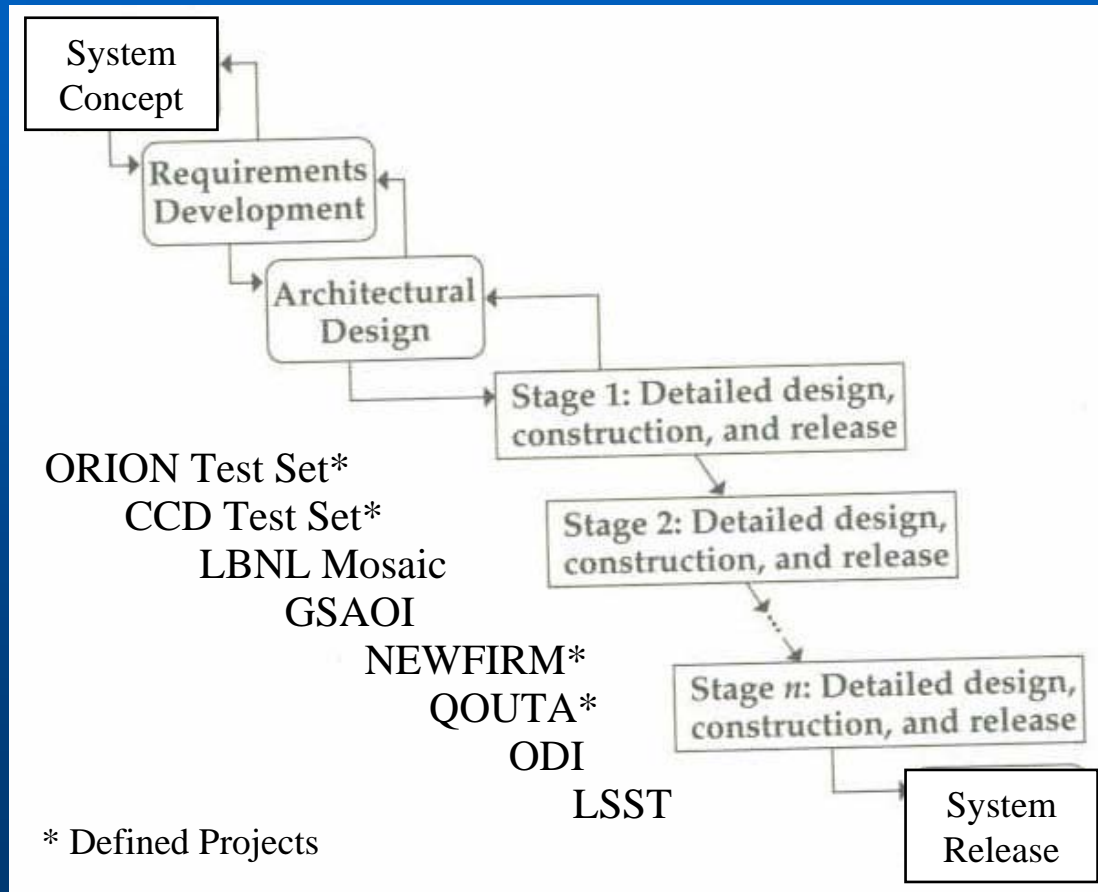 System
Concept
Requirements
Development
Architectural
Design
Stage 1: Detailed design,
construction, and release
ORION Test Set*
CCD Test Set*
Stage 2: Detailed design,
construction, and release
LBNL Mosaic
GSAOI
NEWFIRM*
QOUTA*
ODI
LSST
Stage n: Detailed design,
construction, and release
System
Release
* Defined Projects